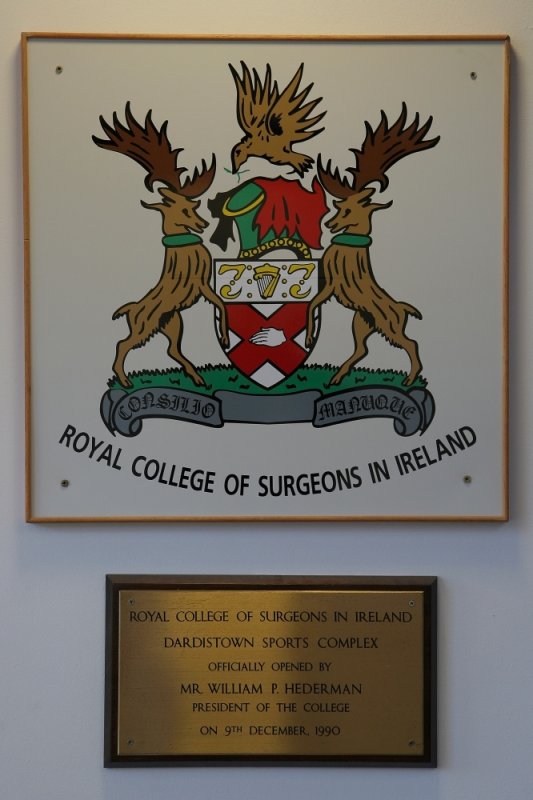 CONSILIO MANUQUE
ROYAL COLLEGE OF SURGEONS IN IRELAND
ROYAL COLLEGE OF SURGEONS IN IRELAND
DARDISTOWN SPORTS COMPLEX
OFFICIALLY OPENED BY
MR. WILLIAM P. HEDERMAN
PRESIDENT OF THE COLLEGE
ON 9TH DECEMBER, 1990